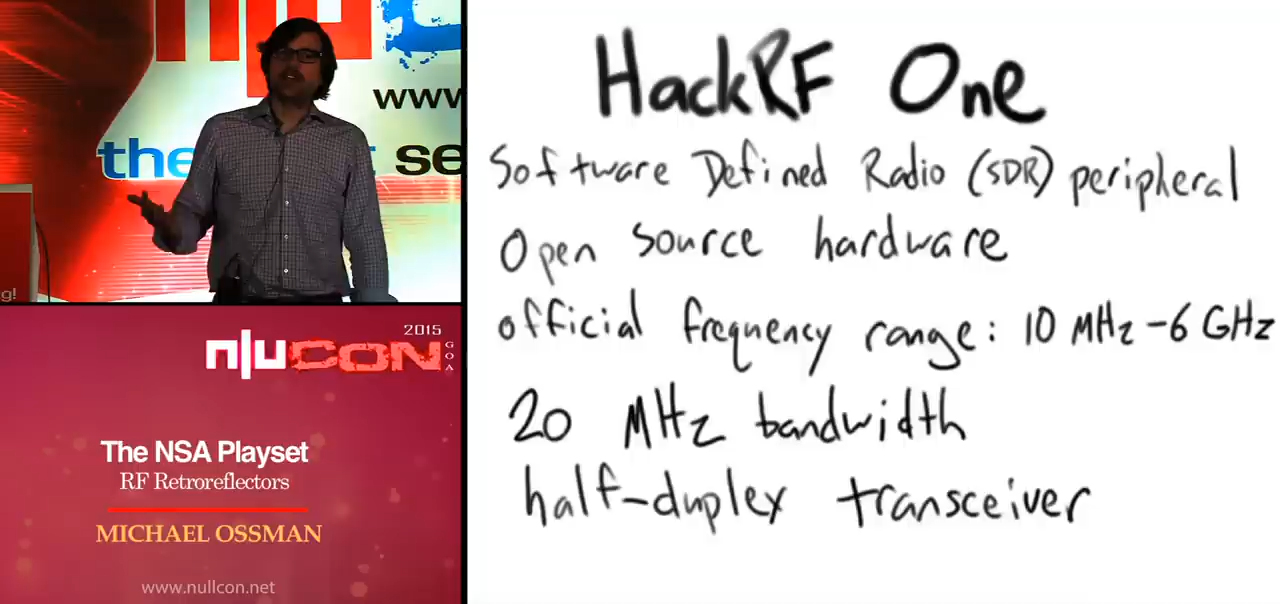 www
the
se
g!
2015
n|u CON
GOA
The NSA Playset
RF Retroreflectors
MICHAEL OSSMAN
www.nullcon.net
HackRF One
Software Defined Radio (SDR) peripheral
Open source hardware
official frequency range: 10 MHz-6 GHz
20 MHz bandwidth
half-duplex transceiver